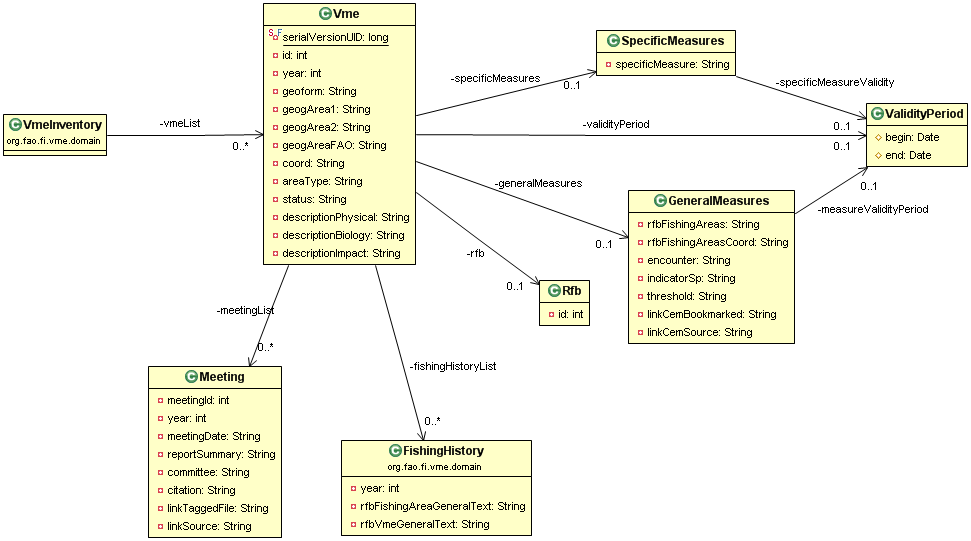 Vme
S F
serialVersionUID: long
id: int
year: int
geoform: String
geogArea1: String
geogArea2: String
geogAreaFAO: String
coord: String
areaType: String
status: String
descriptionPhysical: String
descriptionBiology: String
descriptionImpact: String
C SpecificMeasures
specificMeasure: String
-specificMeasures
0..1
-specificMeasureValidity
0..1
C VmeInventory
org.fao.fi.vme.domain
-vmeList
0..*
-validityPeriod
0..1
C ValidityPeriod
begin: Date
end: Date
-generalMeasures
0..1
C GeneralMeasures
rfbFishingAreas: String
rfbFishingAreasCoord: String
encounter: String
indicatorSp: String
threshold: String
linkCemBookmarked: String
linkCemSource: String
0..1
-measureValidityPeriod
-rfb
0..1
C Rfb
id: int
-meetingList
0..*
C Meeting
meetingId: int
year: int
meetingDate: String
reportSummary: String
committee: String
citation: String
linkTaggedFile: String
linkSource: String
-fishingHistoryList
0..*
C FishingHistory
org.fao.fi.vme.domain
year: int
rfbFishingAreaGeneralText: String
rfbVmeGeneralText: String